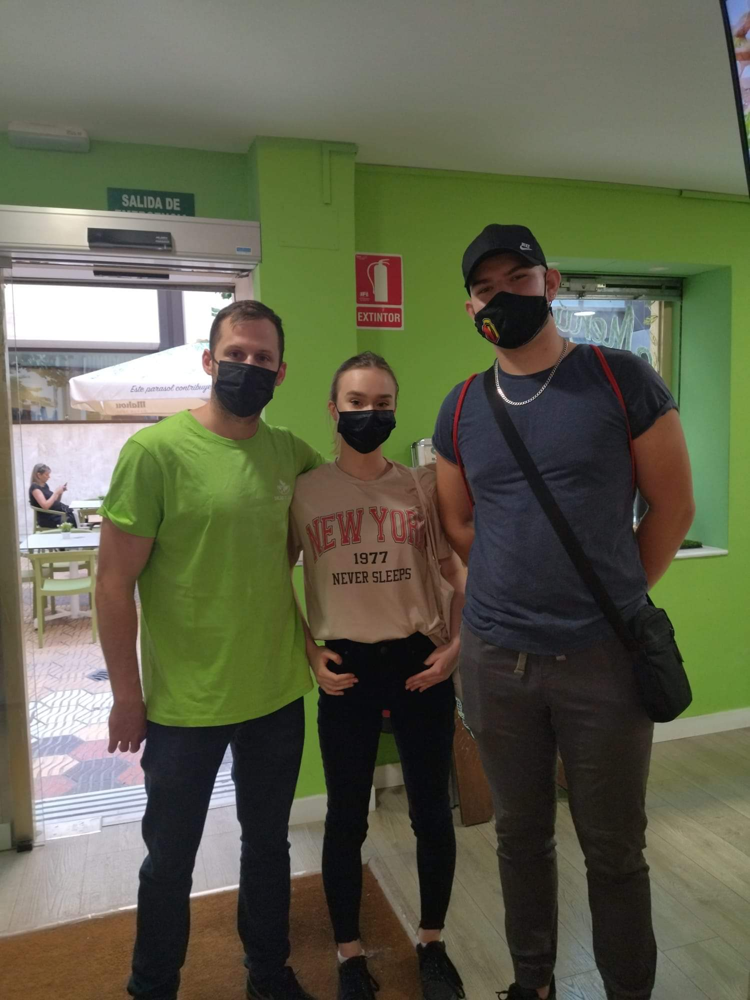 SALIDA DE
EXTINTOR
Este parasol contribuye
Mahou
NIKE
NEW YORK
1977
NEVER SLEEPS